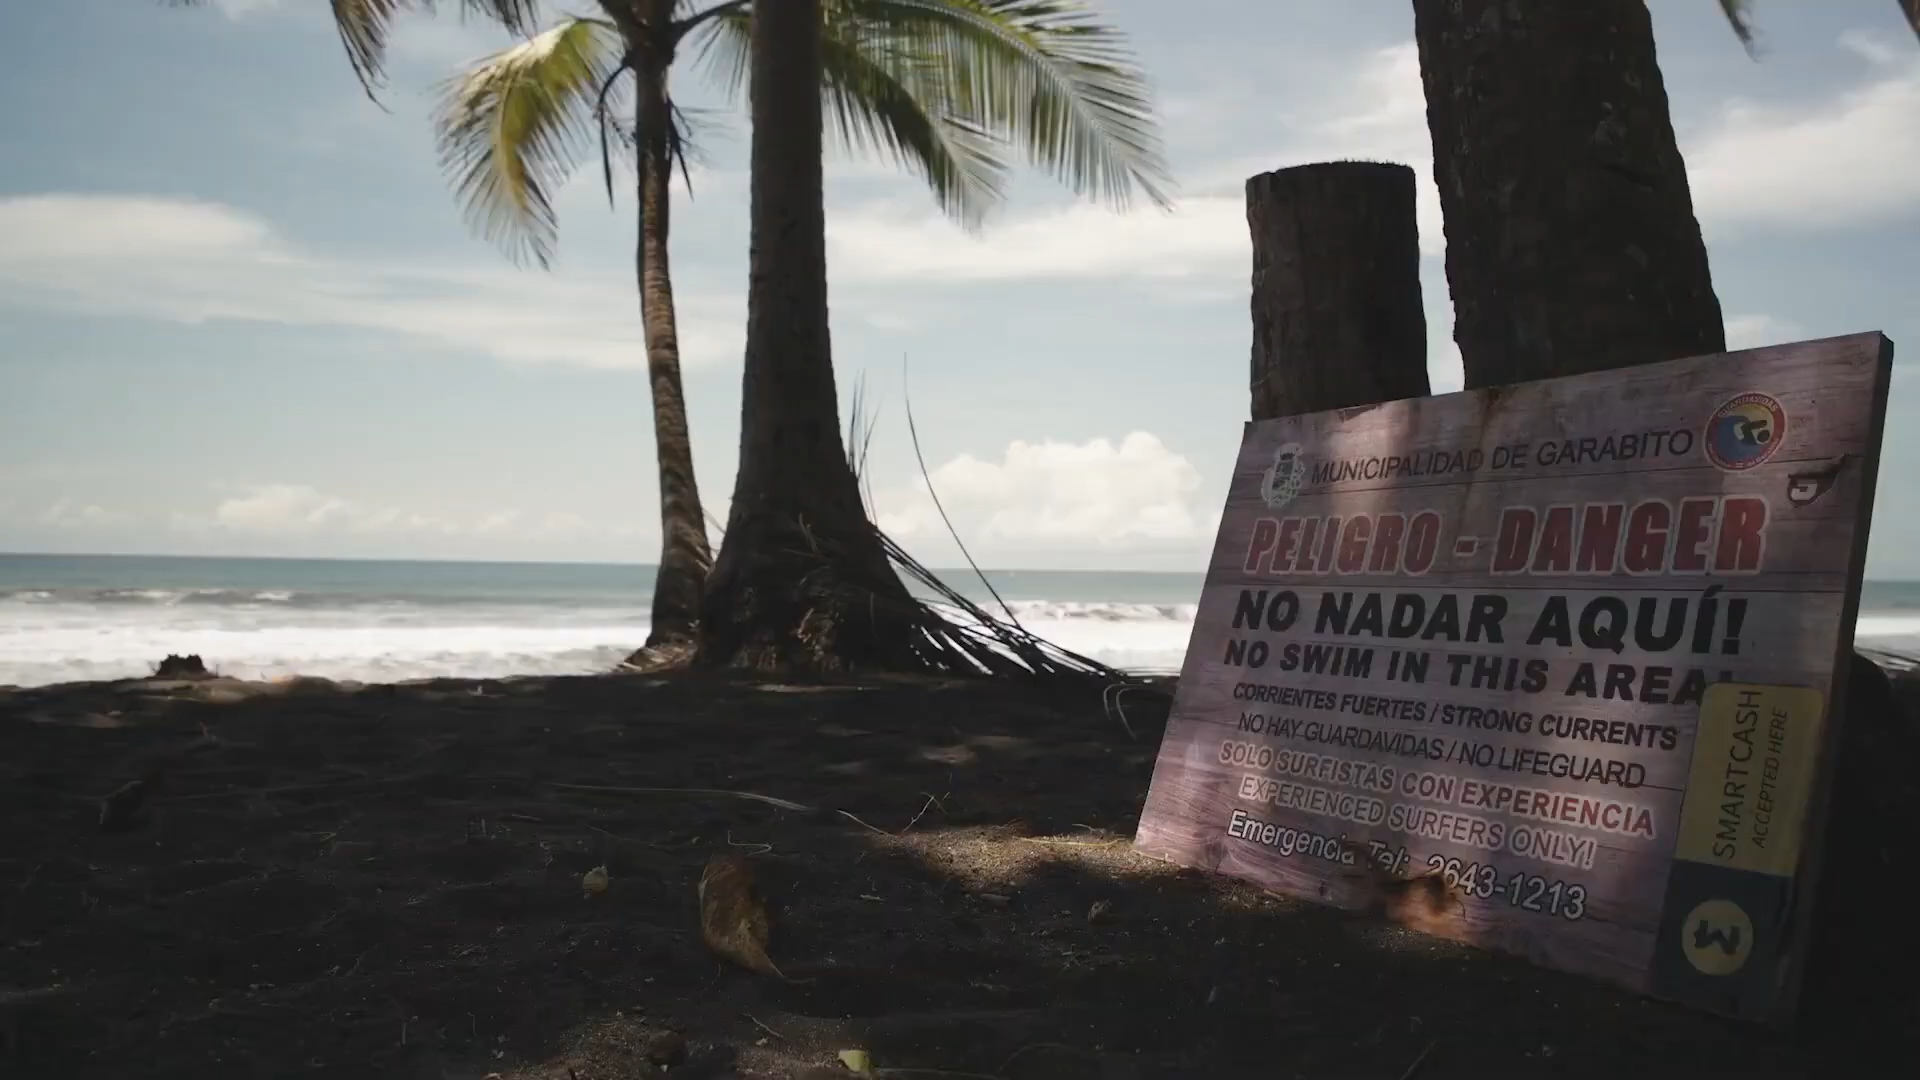 MUNICIPALIDAD DE GARABITO
PELIGRO - DANGER
NO NADAR AQUÍ!
NO SWIM IN THIS AREA!
CORRIENTES FUERTES / STRONG CURRENTS
NO HAY GUARDAVIDAS / NO LIFEGUARD
SOLO SURFISTAS CON EXPERIENCIA
EXPERIENCED SURFERS ONLY!
Emergencia Tel: 2643-1213
SMARTCASH
ACCEPTED HERE